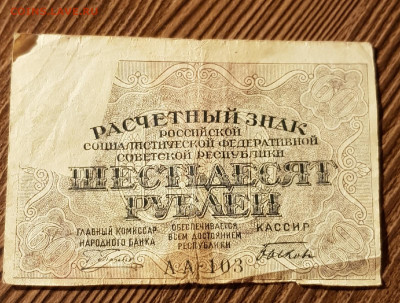 РАСЧЕТНЫЙ ЗНАК
РОССИЙСКОЙ
СОЦИАЛИСТИЧЕСКОЙ ФЕДЕРАТИВНОЙ
СОВЕТСКОЙ РЕСПУБЛИКИ
ШЕСТЬДЕСЯТ
РУБЛЕЙ
ГЛАВНЫЙ КОМИССАР
НАРОДНОГО БАНКА
ОБЕСПЕЧИВАЕТСЯ
ВСЕМ ДОСТОЯНИЕМ
РЕСПУБЛИКИ
КАССИР
АА-103